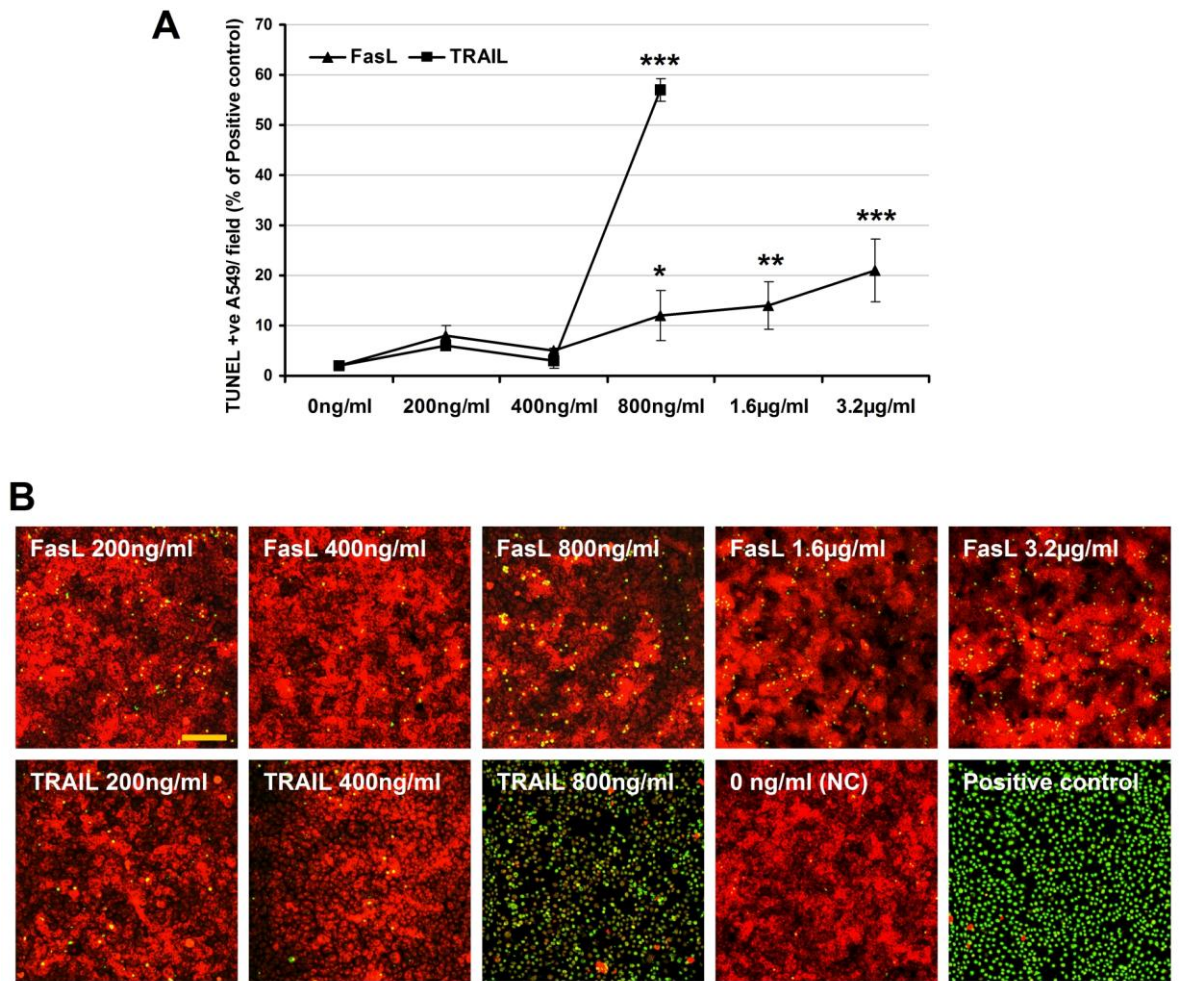 A
TUNEL +ve A549/ field (% of Positive control)
70
60
50
40
30
20
10
0
FasL TRAIL
***
*
**
***
0ng/ml 200ng/ml 400ng/ml 800ng/ml 1.6µg/ml 3.2µg/ml
B
FasL 200ng/ml FasL 400ng/ml FasL 800ng/ml FasL 1.6µg/ml FasL 3.2µg/ml
TRAIL 200ng/ml TRAIL 400ng/ml TRAIL 800ng/ml 0 ng/ml (NC) Positive control